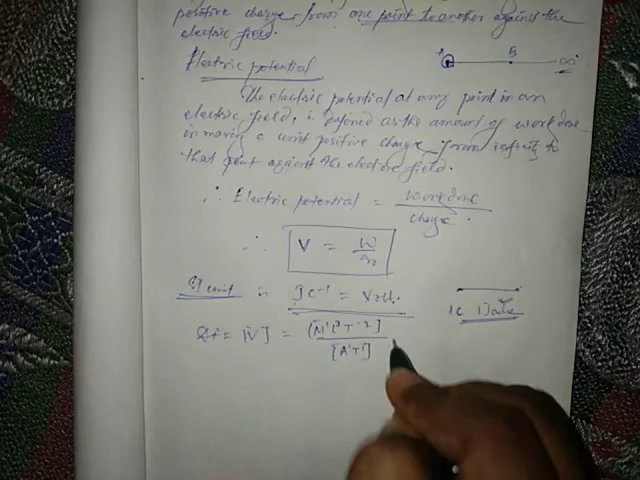 positive charge from one point to another against the
electric field.
A B ∞
Electric potential
The electric potential at any point in an
electric field, is defined as the amount of work done
in moving a unit positive charge from infinity to
that point against the electric field.
∴ Electric potential = Work done / charge.
∴ V = W / q₀
SI unit is JC⁻¹ = Volt.
1C
[V] = [M¹L²T⁻²] / [A¹T¹]